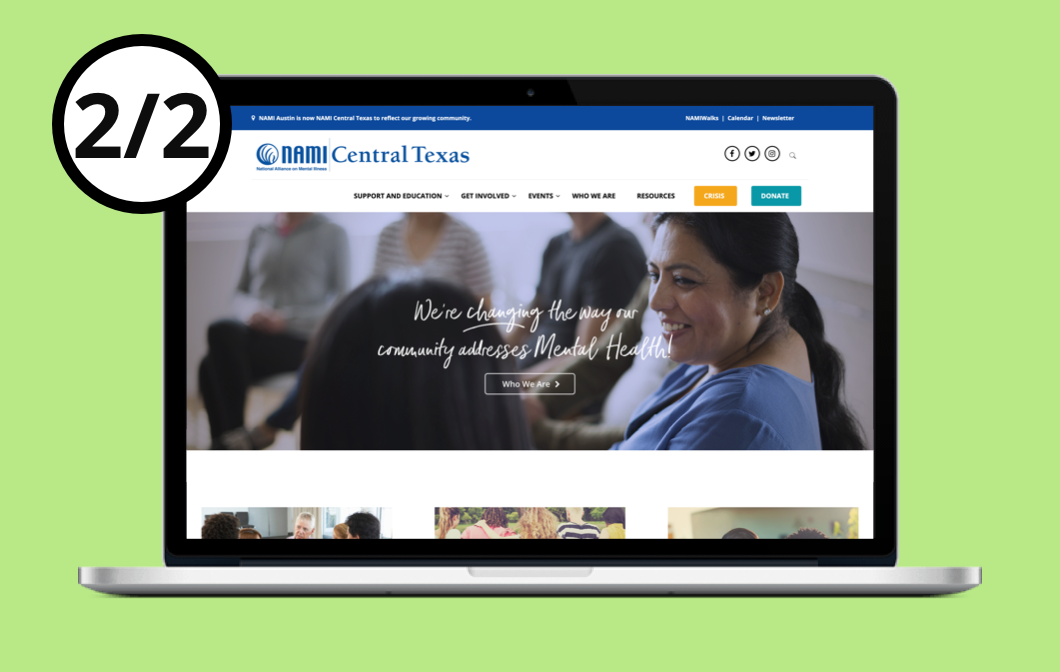 2/2
NAMI Austin is now NAMI Central Texas to reflect our growing community.
NAMIWalks | Calendar | Newsletter
NAMI Central Texas
National Alliance on Mental Illness
SUPPORT AND EDUCATION GET INVOLVED EVENTS WHO WE ARE RESOURCES CRISIS DONATE
We're changing the way our
community addresses Mental Health!
Who We Are